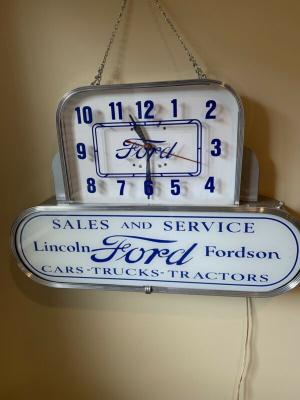 10 11 12 1 2
9 Ford 3
8 7 6 5 4
SALES AND SERVICE
Lincoln Ford Fordson
CARS-TRUCKS-TRACTORS